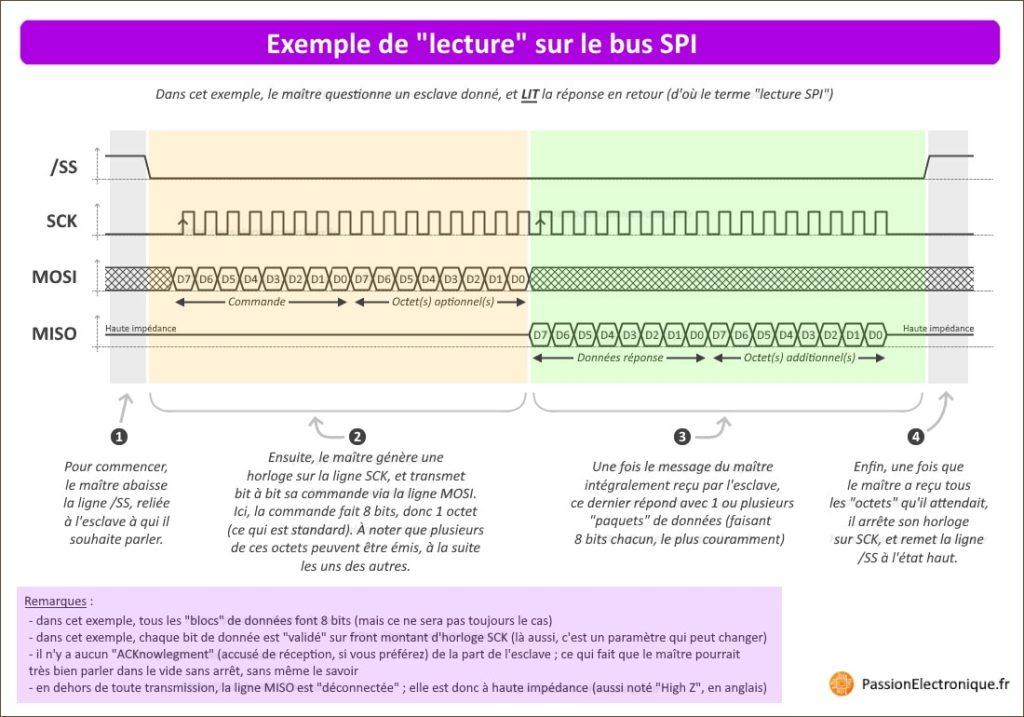 Exemple de "lecture" sur le bus SPI
Dans cet exemple, le maître questionne un esclave donné, et LIT la réponse en retour (d'où le terme "lecture SPI")
/SS
SCK
MOSI
D7 D6 D5 D4 D3 D2 D1 D0 D7 D6 D5 D4 D3 D2 D1 D0
Commande
Octet(s) optionnel(s)
MISO
Haute impédance
D7 D6 D5 D4 D3 D2 D1 D0 D7 D6 D5 D4 D3 D2 D1 D0
Haute impédance
Données réponse
Octet(s) additionnel(s)
1
Pour commencer,
le maître abaisse
la ligne /SS, reliée
à l'esclave à qui il
souhaite parler.
2
Ensuite, le maître génère une
horloge sur la ligne SCK, et transmet
bit à bit sa commande via la ligne MOSI.
Ici, la commande fait 8 bits, donc 1 octet
(ce qui est standard). À noter que plusieurs
de ces octets peuvent être émis, à la suite
les uns des autres.
3
Une fois le message du maître
intégralement reçu par l'esclave,
ce dernier répond avec 1 ou plusieurs
"paquets" de données (faisant
8 bits chacun, le plus couramment)
4
Enfin, une fois que
le maître a reçu tous
les "octets" qu'il attendait,
il arrête son horloge
sur SCK, et remet la ligne
/SS à l'état haut.
Remarques :
- dans cet exemple, tous les "blocs" de données font 8 bits (mais ce ne sera pas toujours le cas)
- dans cet exemple, chaque bit de donnée est "validé" sur front montant d'horloge SCK (là aussi, c'est un paramètre qui peut changer)
- il n'y a aucun "ACKnowlegment" (accusé de réception, si vous préférez) de la part de l'esclave ; ce qui fait que le maître pourrait
très bien parler dans le vide sans arrêt, sans même le savoir
- en dehors de toute transmission, la ligne MISO est "déconnectée" ; elle est donc à haute impédance (aussi noté "High Z", en anglais)
PassionElectronique.fr